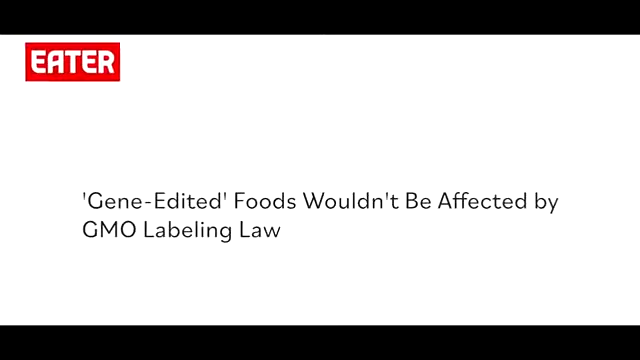 EATER
'Gene-Edited' Foods Wouldn't Be Affected by
GMO Labeling Law